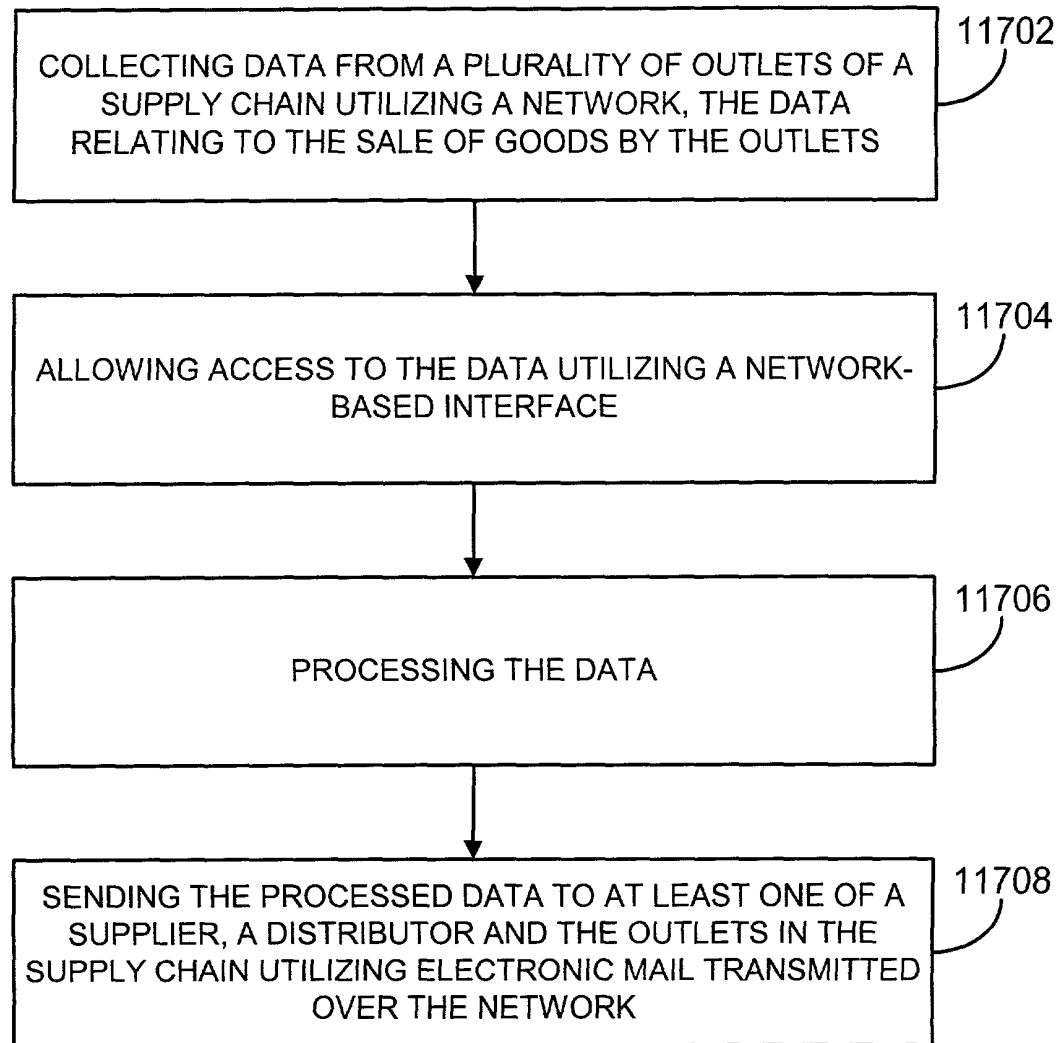 11702
COLLECTING DATA FROM A PLURALITY OF OUTLETS OF A
SUPPLY CHAIN UTILIZING A NETWORK, THE DATA
RELATING TO THE SALE OF GOODS BY THE OUTLETS
11704
ALLOWING ACCESS TO THE DATA UTILIZING A NETWORK-
BASED INTERFACE
11706
PROCESSING THE DATA
11708
SENDING THE PROCESSED DATA TO AT LEAST ONE OF A
SUPPLIER, A DISTRIBUTOR AND THE OUTLETS IN THE
SUPPLY CHAIN UTILIZING ELECTRONIC MAIL TRANSMITTED
OVER THE NETWORK